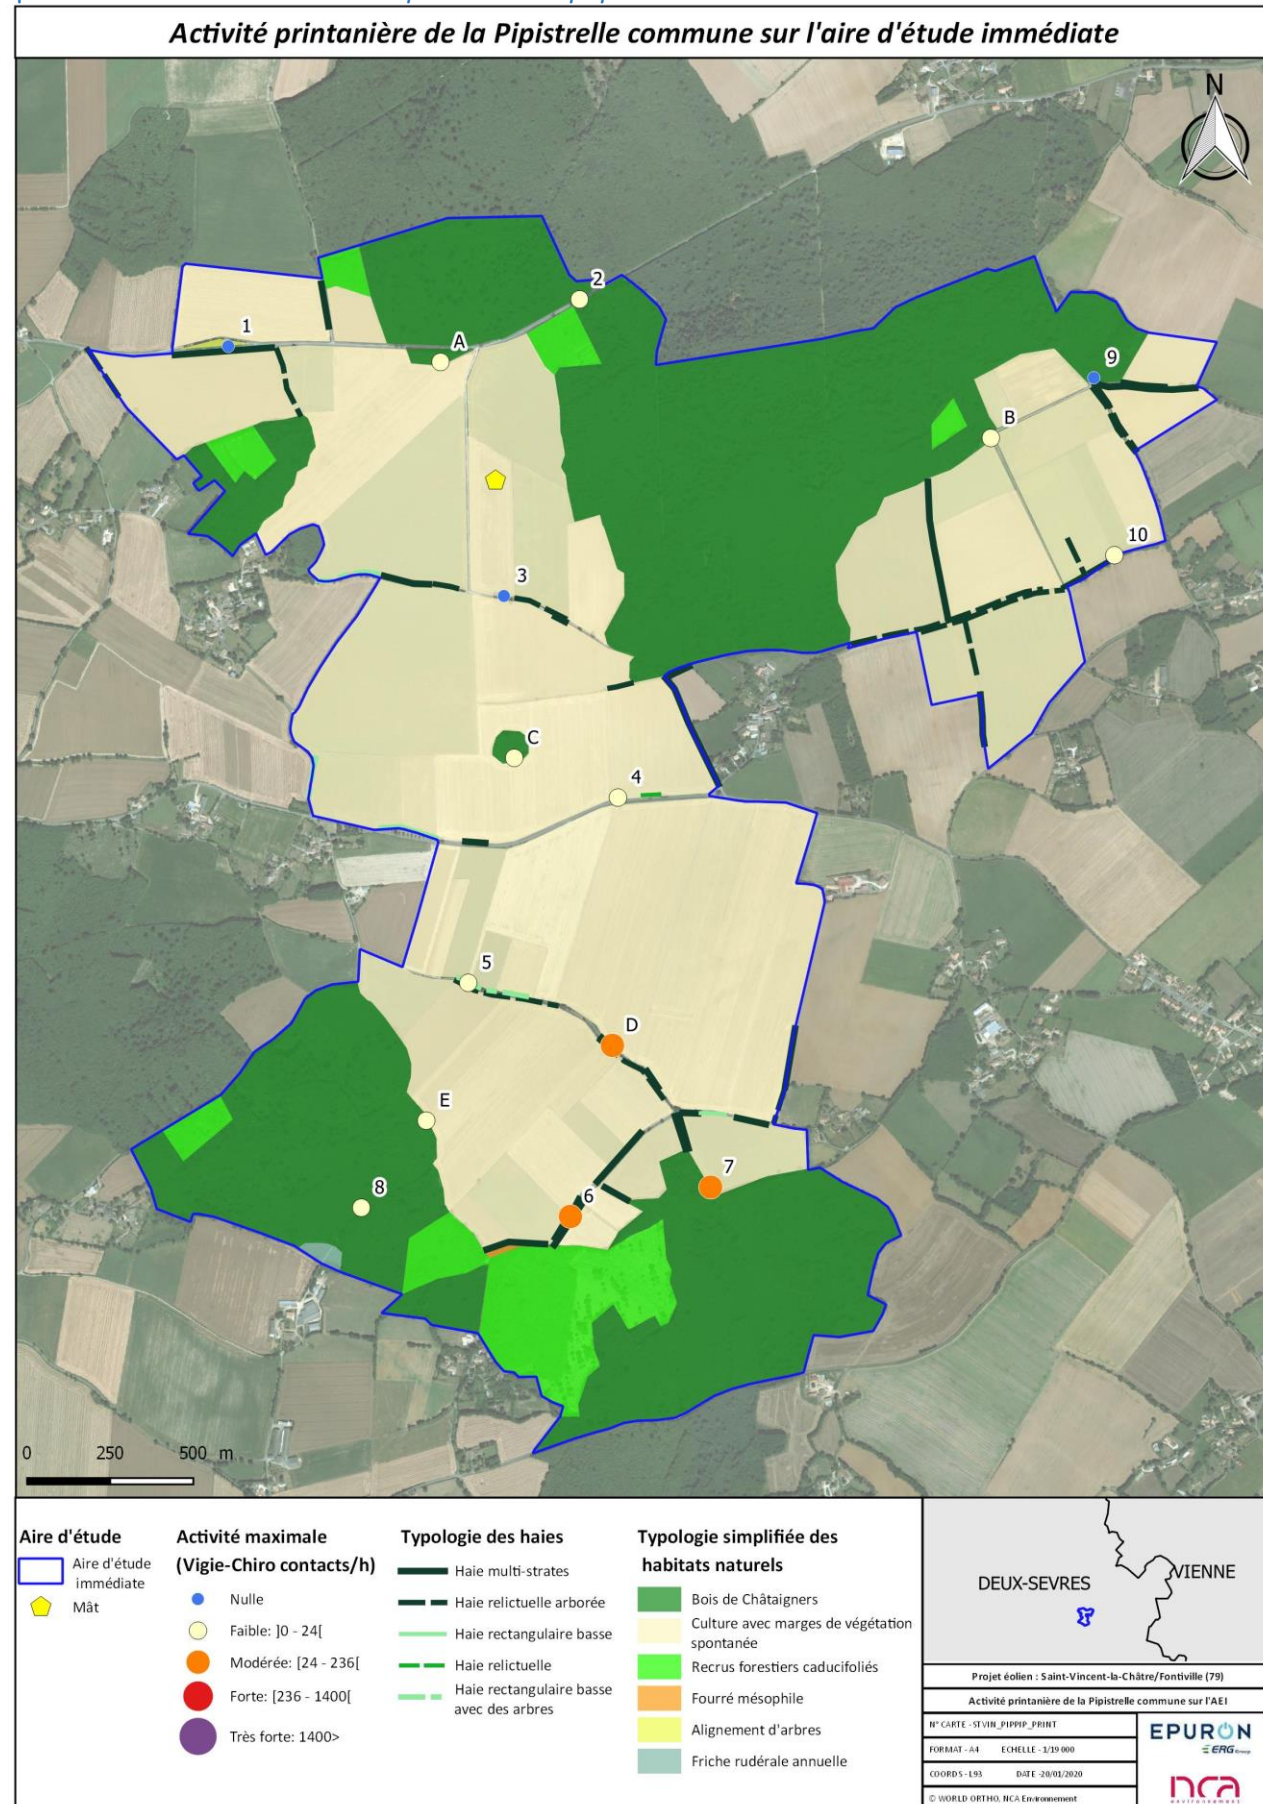 Activité printanière de la Pipistrelle commune sur l'aire d'étude immédiate
N
2
1
A
9
B
10
3
C
4
5
D
E
7
8
6
0 250 500 m
Aire d'étude
Aire d'étude
immédiate
Mât
Activité maximale
(Vigie-Chiro contacts/h)
Nulle
Faible: ]0 - 24[
Modérée: [24 - 236[
Forte: [236 - 1400[
Très forte: 1400>
Typologie des haies
Haie multi-strates
Haie relictuelle arborée
Haie rectangulaire basse
Haie relictuelle
Haie rectangulaire basse
avec des arbres
Typologie simplifiée des
habitats naturels
Bois de Châtaigners
Culture avec marges de végétation
spontanée
Recrus forestiers caducifoliés
Fourré mésophile
Alignement d'arbres
Friche rudérale annuelle
DEUX-SEVRES
VIENNE
Projet éolien : Saint-Vincent-la-Châtre/Fontiville (79)
Activité printanière de la Pipistrelle commune sur l'AEI
N° CARTE - STVIN_PIPPIP_PRINT
FORMAT - A4 ECHELLE - 1/19 000
COORDS - L93 DATE - 20/01/2020
© WORLD ORTHO, NCA Environnement
EPURON
ERG Group
nca
environnement